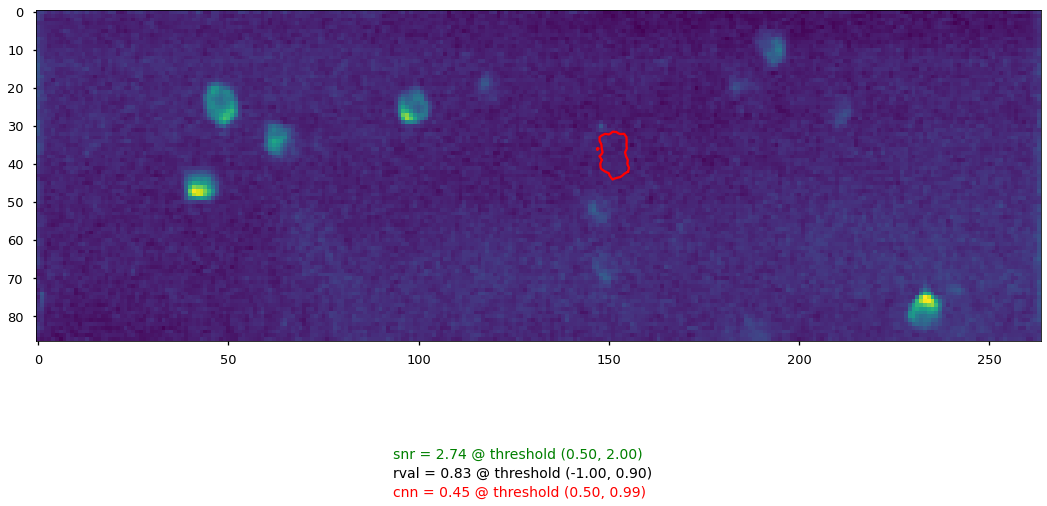 0
10
20
30
40
50
60
70
80
0 50 100 150 200 250
snr = 2.74 @ threshold (0.50, 2.00)
rval = 0.83 @ threshold (-1.00, 0.90)
cnn = 0.45 @ threshold (0.50, 0.99)